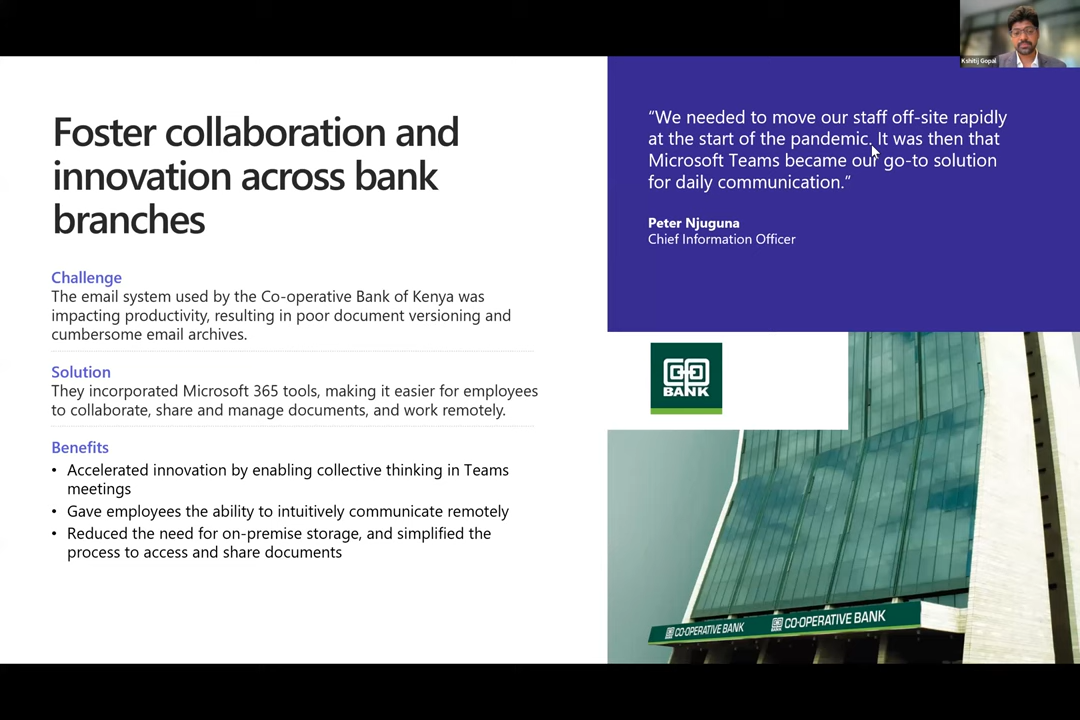 Kshitij Gopal
Foster collaboration and
innovation across bank
branches
Challenge
The email system used by the Co-operative Bank of Kenya was
impacting productivity, resulting in poor document versioning and
cumbersome email archives.
Solution
They incorporated Microsoft 365 tools, making it easier for employees
to collaborate, share and manage documents, and work remotely.
Benefits
• Accelerated innovation by enabling collective thinking in Teams
meetings
• Gave employees the ability to intuitively communicate remotely
• Reduced the need for on-premise storage, and simplified the
process to access and share documents
“We needed to move our staff off-site rapidly
at the start of the pandemic. It was then that
Microsoft Teams became our go-to solution
for daily communication.”
Peter Njuguna
Chief Information Officer
BANK
CO-OPERATIVE BANK
CO-OPERATIVE BANK